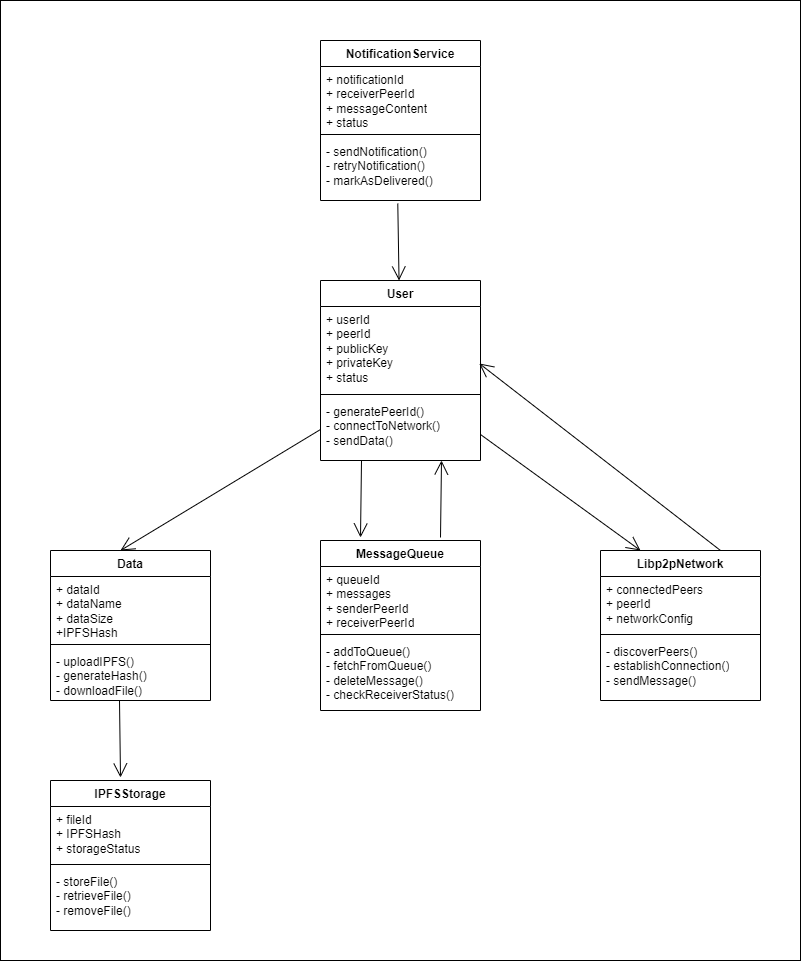 NotificationService
+ notificationId
+ receiverPeerId
+ messageContent
+ status
- sendNotification()
- retryNotification()
- markAsDelivered()
User
+ userId
+ peerId
+ publicKey
+ privateKey
+ status
- generatePeerId()
- connectToNetwork()
- sendData()
Data
+ dataId
+ dataName
+ dataSize
+IPFSHash
- uploadIPFS()
- generateHash()
- downloadFile()
MessageQueue
+ queueId
+ messages
+ senderPeerId
+ receiverPeerId
- addToQueue()
- fetchFromQueue()
- deleteMessage()
- checkReceiverStatus()
Libp2pNetwork
+ connectedPeers
+ peerId
+ networkConfig
- discoverPeers()
- establishConnection()
- sendMessage()
IPFSStorage
+ fileId
+ IPFSHash
+ storageStatus
- storeFile()
- retrieveFile()
- removeFile()